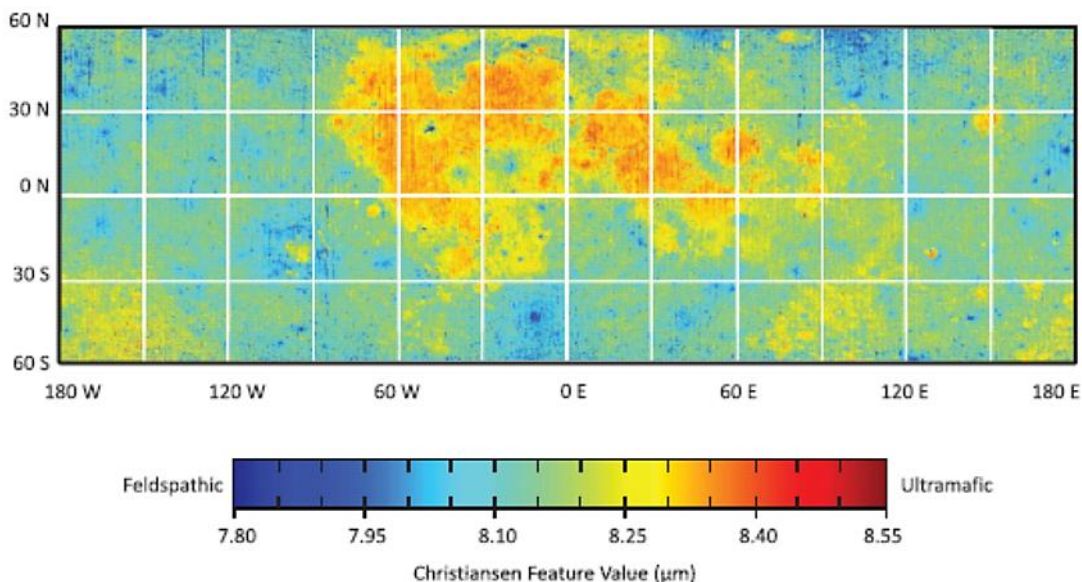 60 N
30 N
0 N
30 S
60 S
180 W 120 W 60 W 0 E 60 E 120 E 180 E
Feldspathic Ultramafic
7.80 7.95 8.10 8.25 8.40 8.55
Christiansen Feature Value (μm)